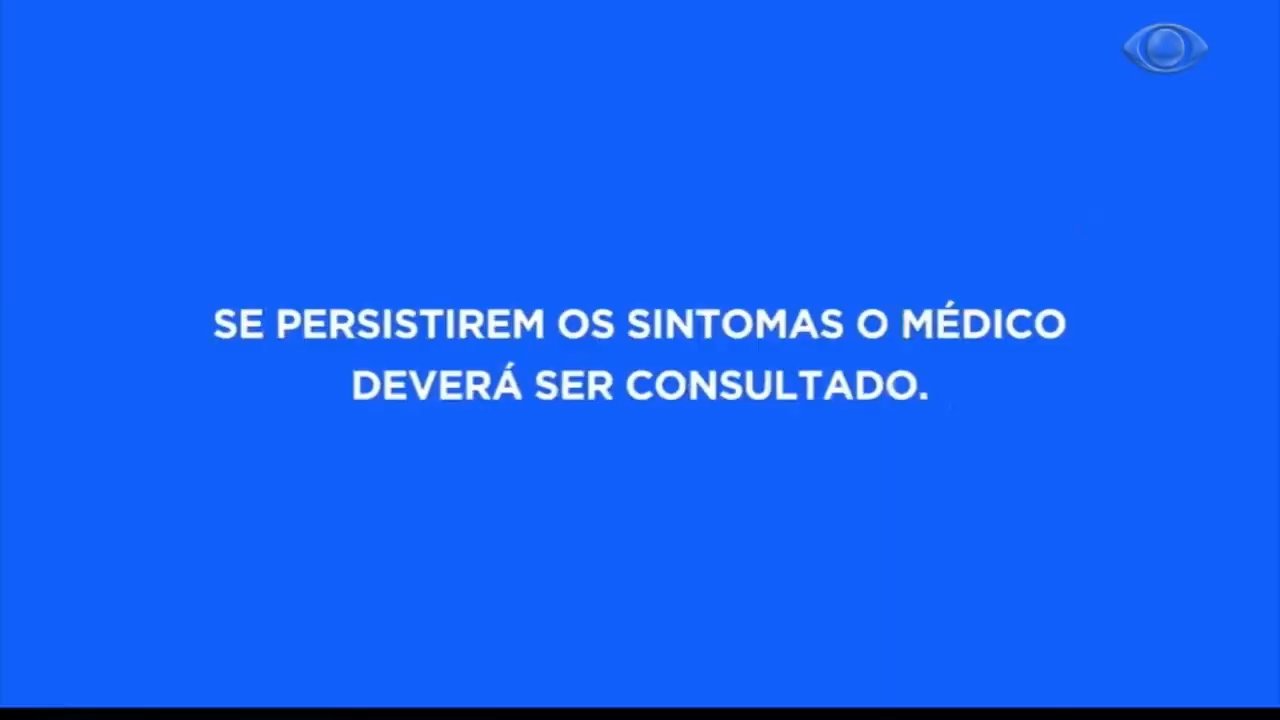 SE PERSISTIREM OS SINTOMAS O MÉDICO
DEVERÁ SER CONSULTADO.